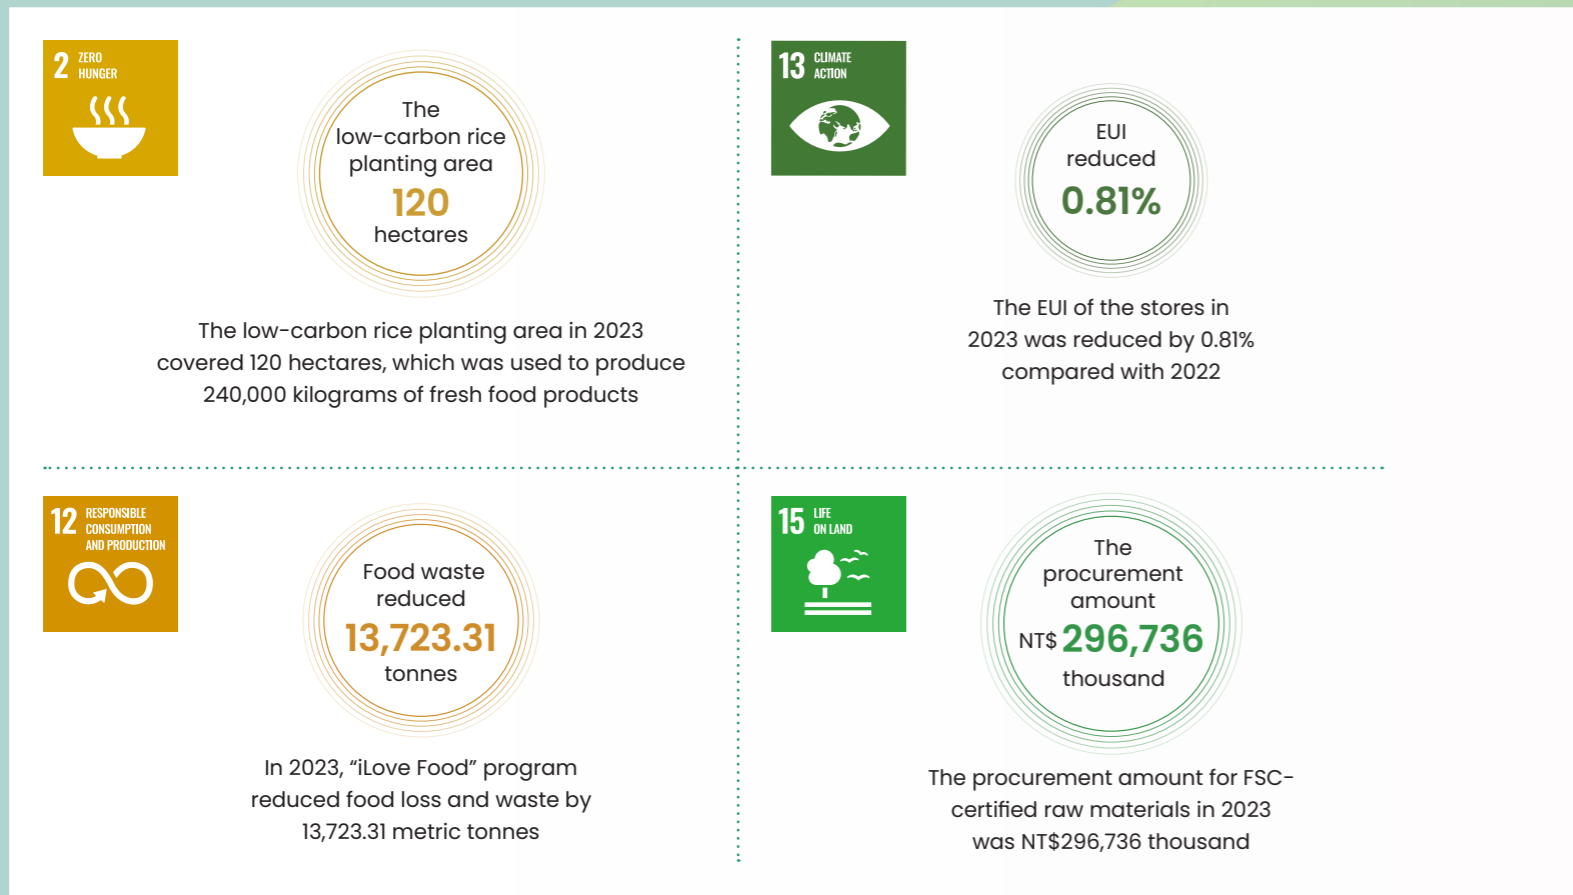 2 ZERO
HUNGER
The
low-carbon rice
planting area
120
hectares
The low-carbon rice planting area in 2023
covered 120 hectares, which was used to produce
240,000 kilograms of fresh food products
13 CLIMATE
ACTION
EUI
reduced
0.81%
The EUI of the stores in
2023 was reduced by 0.81%
compared with 2022
12 RESPONSIBLE
CONSUMPTION
AND PRODUCTION
Food waste
reduced
13,723.31
tonnes
In 2023, “iLove Food” program
reduced food loss and waste by
13,723.31 metric tonnes
15 LIFE
ON LAND
The
procurement
amount
NT$ 296,736
thousand
The procurement amount for FSC-
certified raw materials in 2023
was NT$296,736 thousand